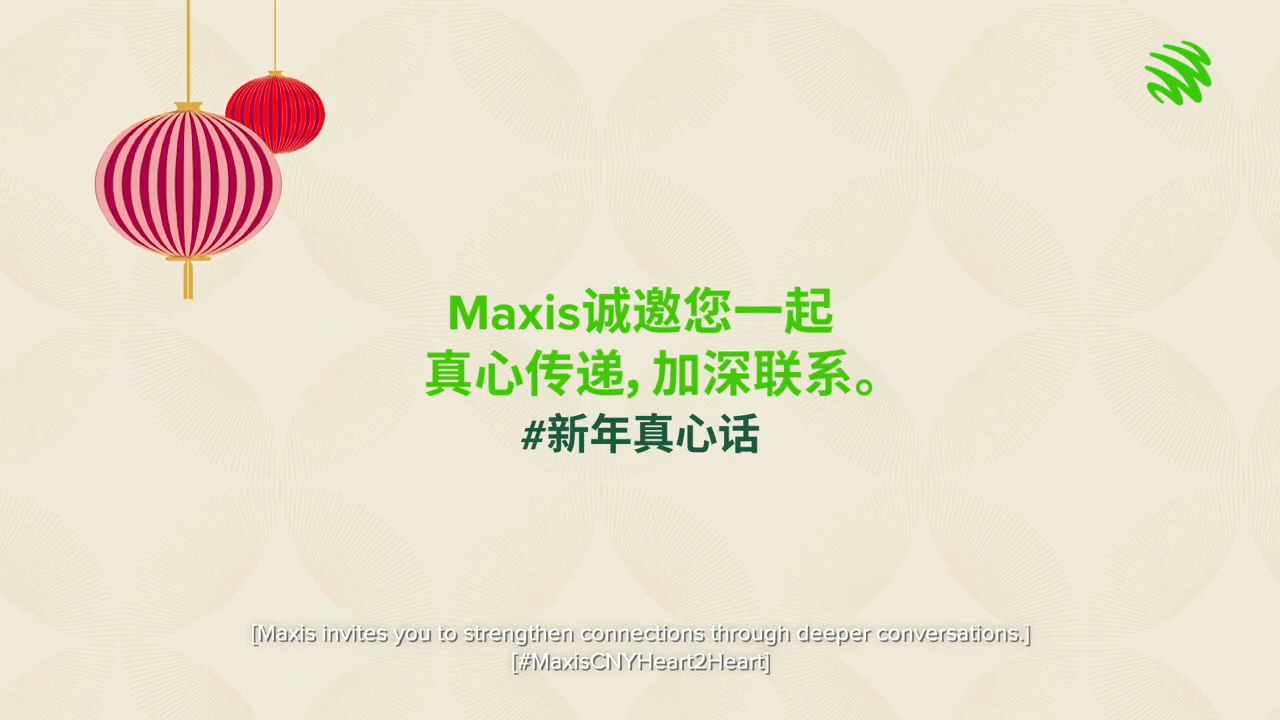 Maxis诚邀您一起
真心传递，加深联系。
#新年真心话
[Maxis invites you to strengthen connections through deeper conversations.]
[#MaxisCNYHeart2Heart]